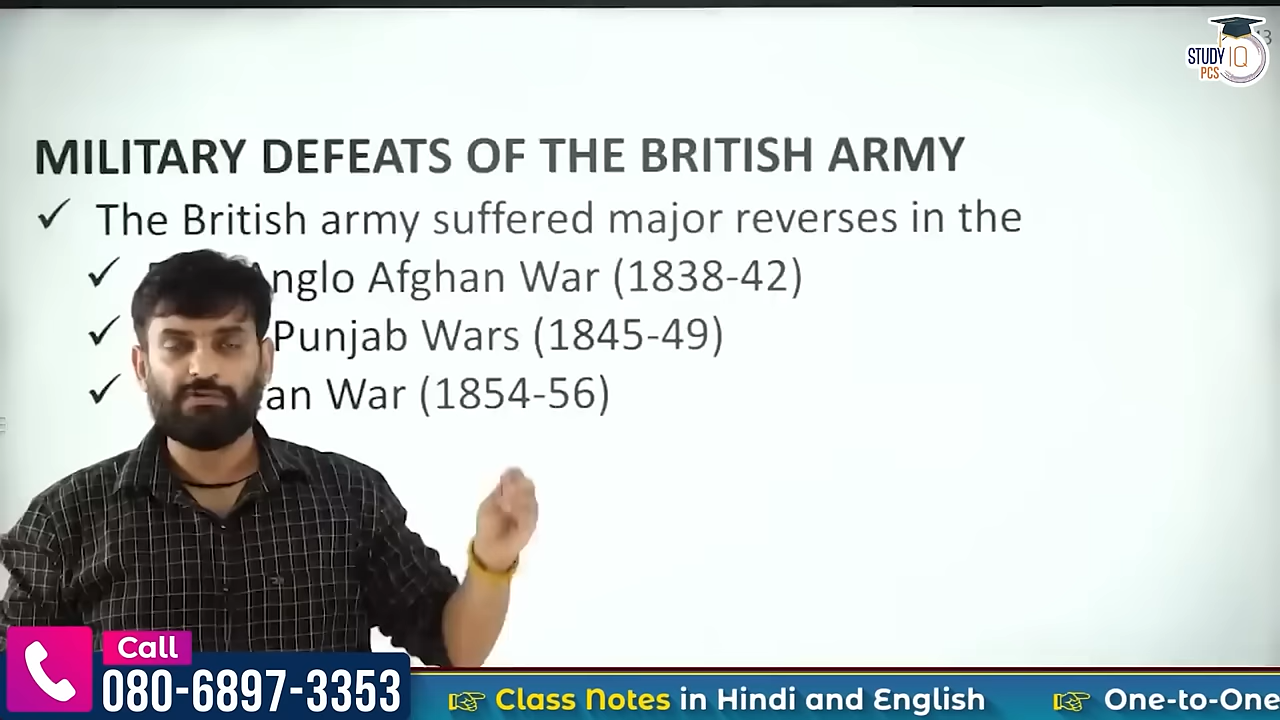 STUDY IQ
PCS
MILITARY DEFEATS OF THE BRITISH ARMY
✓ The British army suffered major reverses in the
✓ Anglo Afghan War (1838-42)
✓ Punjab Wars (1845-49)
✓ War (1854-56)
Call
080-6897-3353
Class Notes in Hindi and English
One-to-One